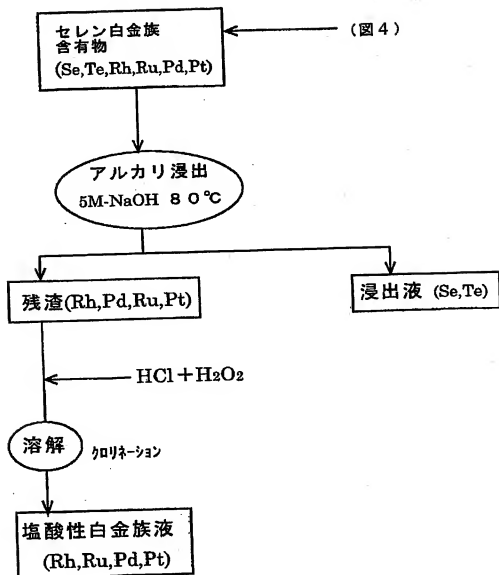 セレン白金族
含有物
(Se,Te,Rh,Ru,Pd,Pt)
(図4)
アルカリ浸出
5M-NaOH 80℃
残渣(Rh,Pd,Ru,Pt)
浸出液 (Se,Te)
HCl+H2O2
溶解
クロリネーション
塩酸性白金族液
(Rh,Ru,Pd,Pt)